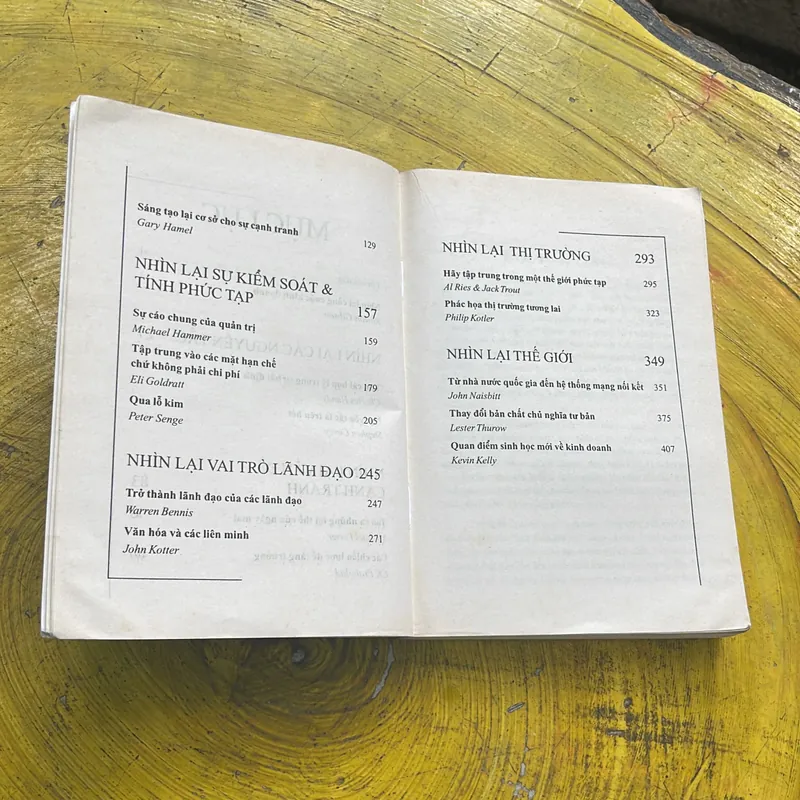 Sáng tạo lại cơ sở cho sự cạnh tranh
Gary Hamel 129
NHÌN LẠI SỰ KIỂM SOÁT &
TÍNH PHỨC TẠP 157
Sự cáo chung của quản trị
Michael Hammer 159
Tập trung vào các mặt hạn chế
chứ không phải chi phí
Eli Goldratt 179
Qua lỗ kim
Peter Senge 205
NHÌN LẠI VAI TRÒ LÃNH ĐẠO 245
Trở thành lãnh đạo của các lãnh đạo
Warren Bennis 247
Văn hóa và các liên minh
John Kotter 271
NHÌN LẠI THỊ TRƯỜNG 293
Hãy tập trung trong một thế giới phức tạp
Al Ries & Jack Trout 295
Phác họa thị trường tương lai
Philip Kotler 323
NHÌN LẠI THẾ GIỚI 349
Từ nhà nước quốc gia đến hệ thống mạng nối kết 351
John Naisbitt
Thay đổi bản chất chủ nghĩa tư bản 375
Lester Thurow
Quan điểm sinh học mới về kinh doanh 407
Kevin Kelly